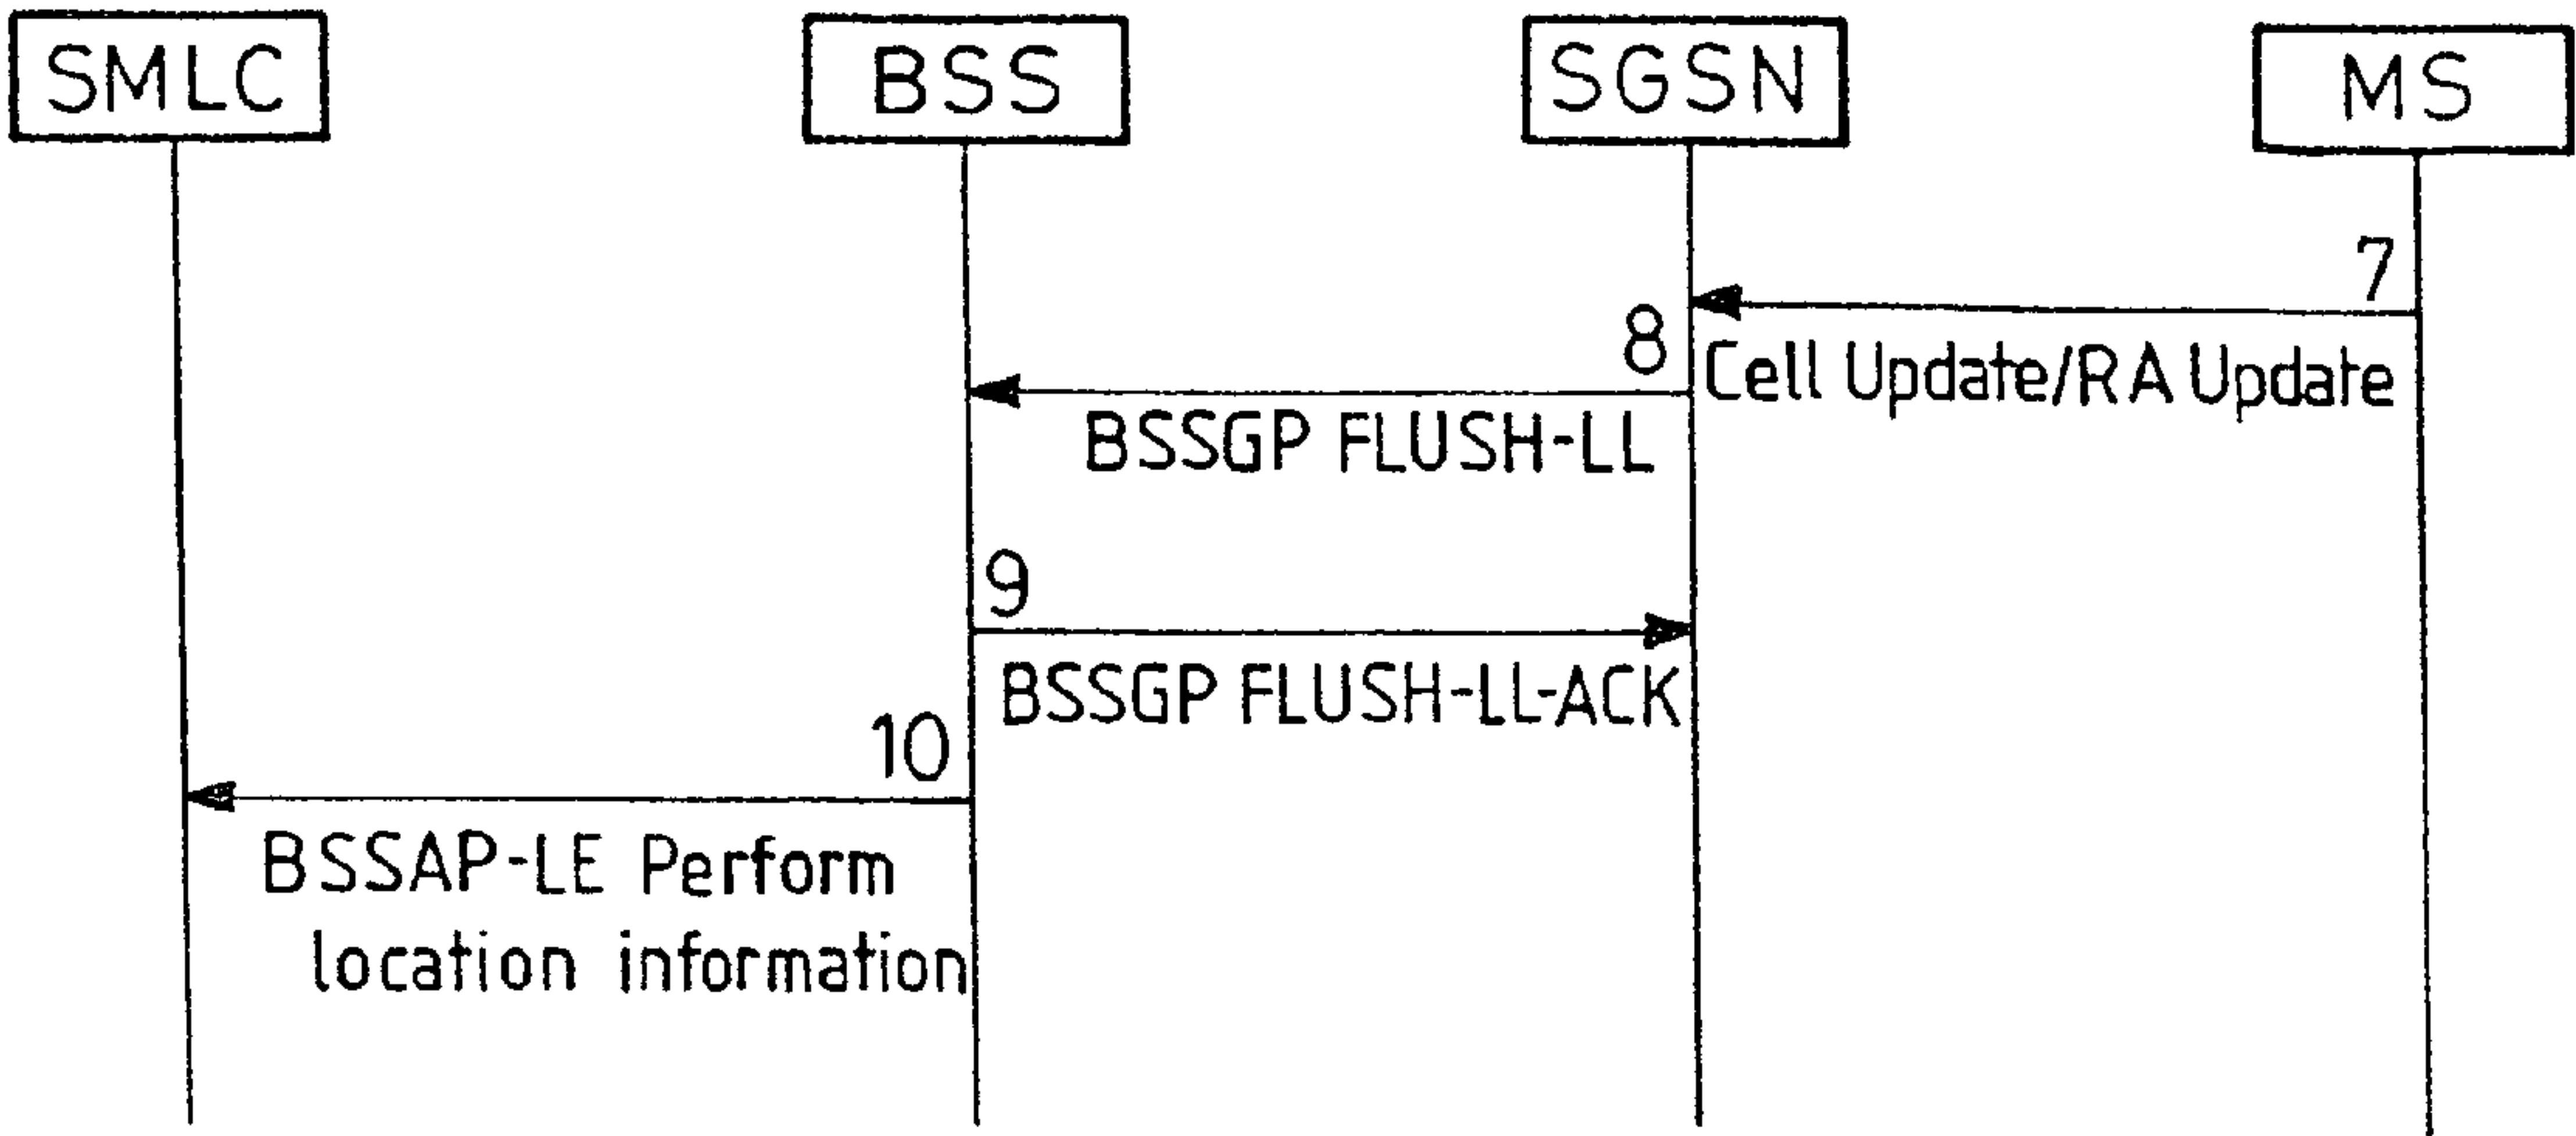 SMLC
BSS
SGSN
MS
7
8
Cell Update/RA Update
BSSGP FLUSH-LL
9
BSSGP FLUSH-LL-ACK
10
BSSAP-LE Perform
location information